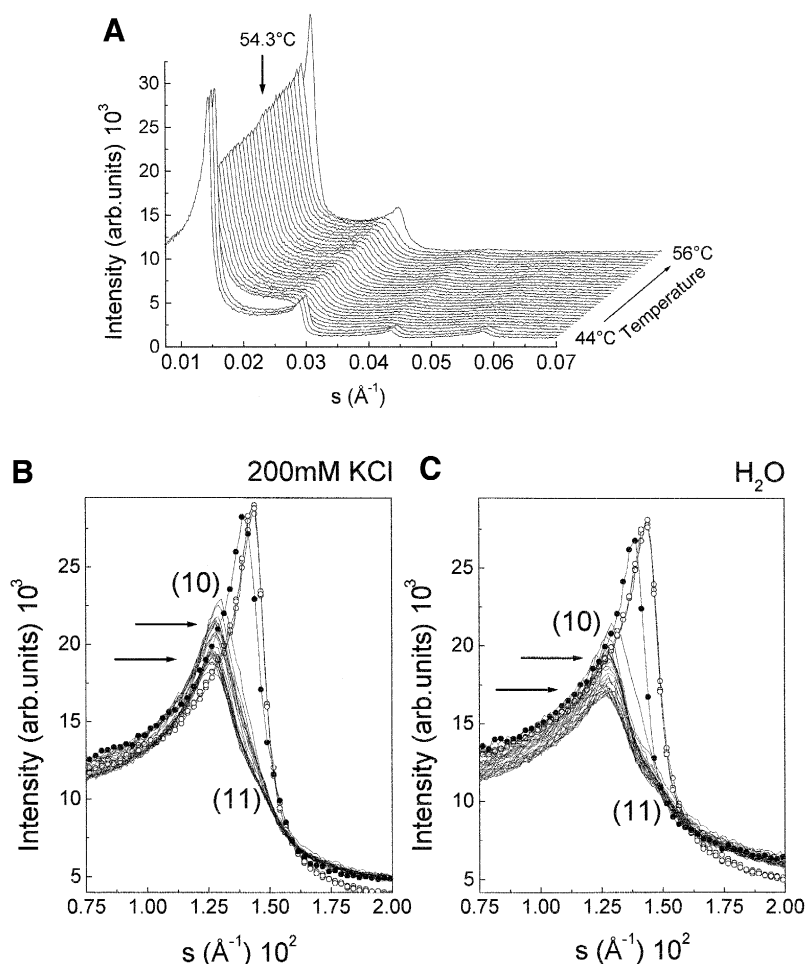 A
54.3°C
Intensity (arb.units) 10³
30
25
20
15
10
5
0
0.01 0.02 0.03 0.04 0.05 0.06 0.07
s (Å⁻¹)
44°C Temperature 56°C
B 200mM KCl
Intensity (arb.units) 10³
25
20
15
10
5
(10)
(11)
0.75 1.00 1.25 1.50 1.75 2.00
s (Å⁻¹) 10²
C H₂O
Intensity (arb.units) 10³
25
20
15
10
5
(10)
(11)
0.75 1.00 1.25 1.50 1.75 2.00
s (Å⁻¹) 10²